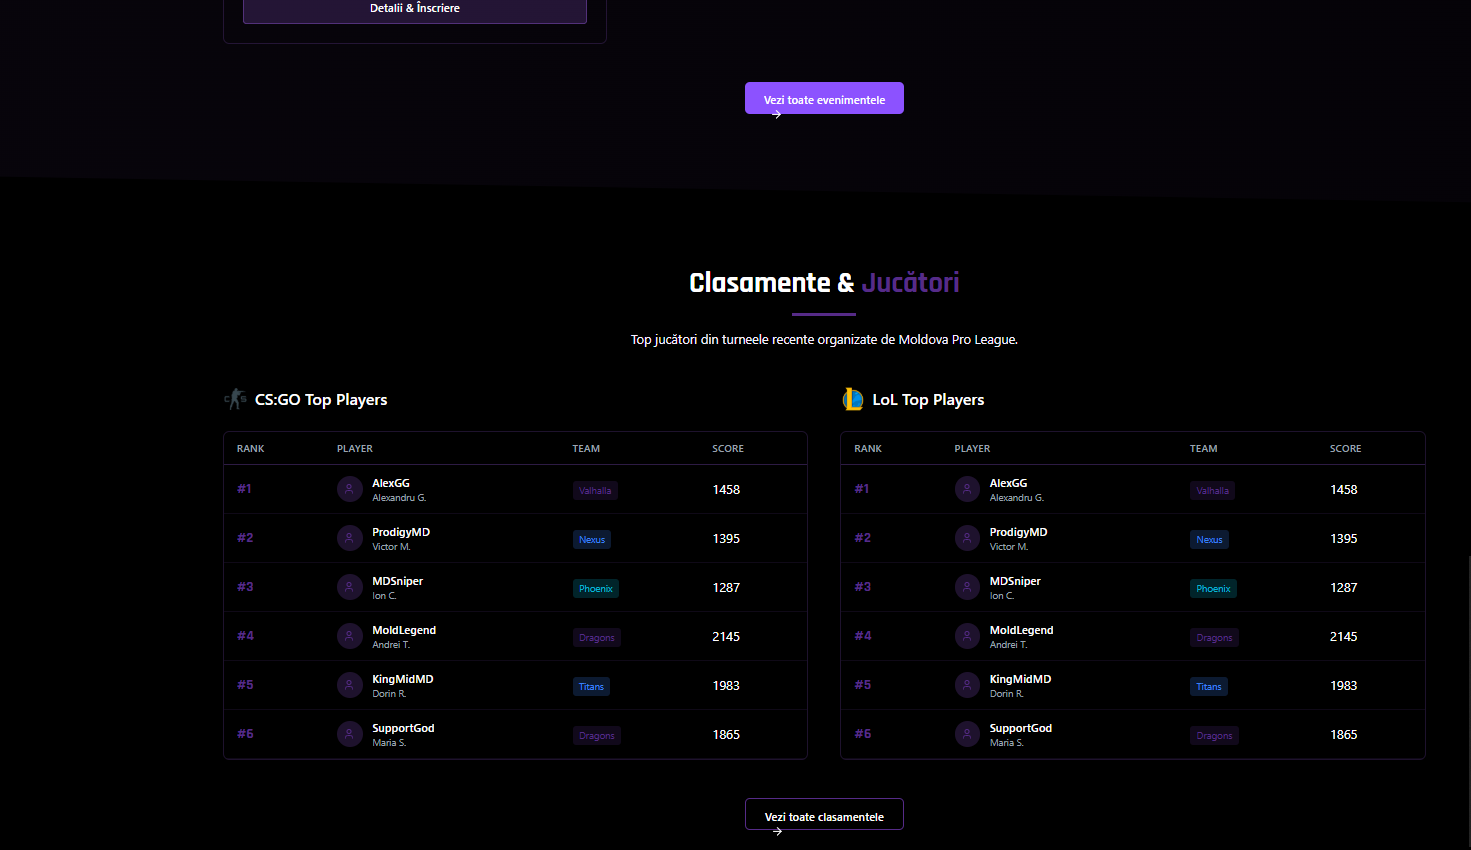 Detalii & Înscriere
Vezi toate evenimentele
→
Clasamente & Jucători
Top jucători din turneele recente organizate de Moldova Pro League.
CS CS:GO Top Players
RANK PLAYER TEAM SCORE
#1 AlexGG Valhalla 1458
Alexandru G.
#2 ProdigyMD Nexus 1395
Victor M.
#3 MDSniper Phoenix 1287
Ion C.
#4 MoldLegend Dragons 2145
Andrei T.
#5 KingMidMD Titans 1983
Dorin R.
#6 SupportGod Dragons 1865
Maria S.
L LoL Top Players
RANK PLAYER TEAM SCORE
#1 AlexGG Valhalla 1458
Alexandru G.
#2 ProdigyMD Nexus 1395
Victor M.
#3 MDSniper Phoenix 1287
Ion C.
#4 MoldLegend Dragons 2145
Andrei T.
#5 KingMidMD Titans 1983
Dorin R.
#6 SupportGod Dragons 1865
Maria S.
Vezi toate clasamentele
→